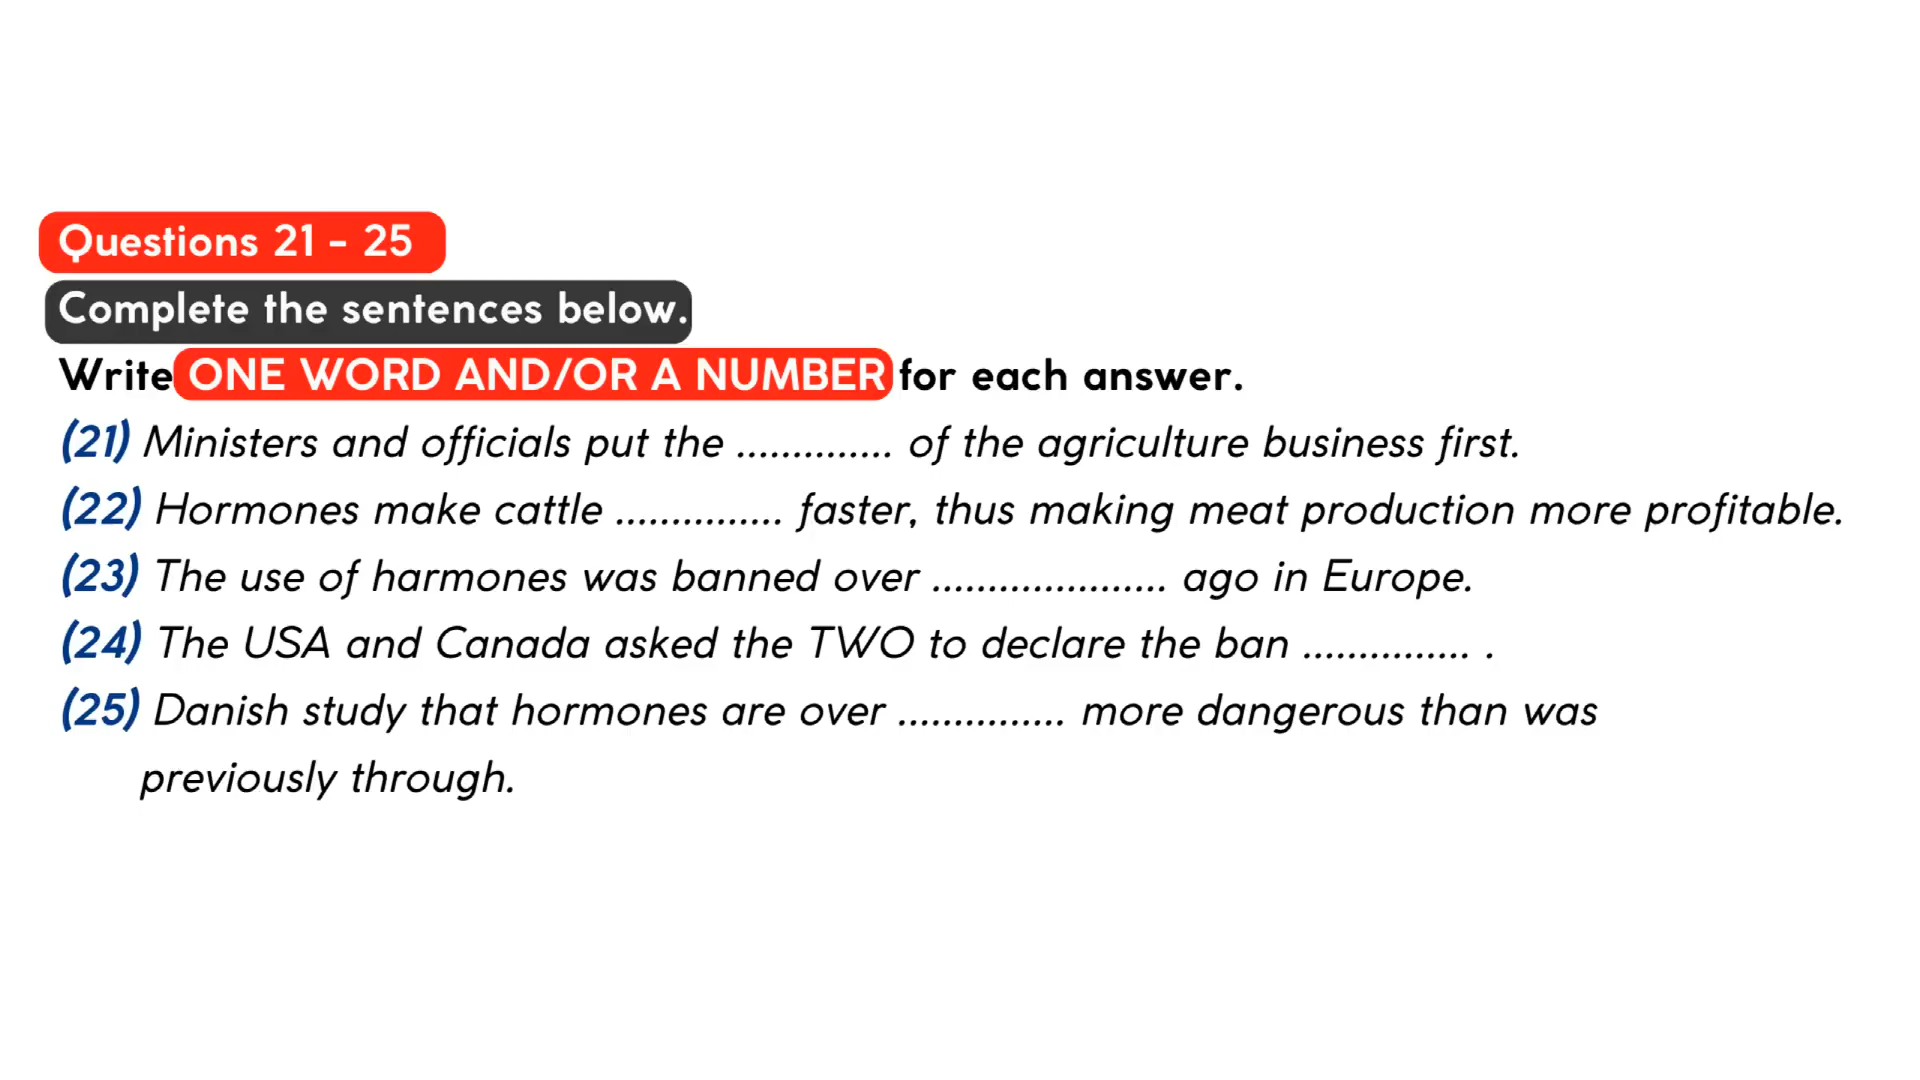 Questions 21 - 25
Complete the sentences below.
Write ONE WORD AND/OR A NUMBER for each answer.
(21) Ministers and officials put the .............. of the agriculture business first.
(22) Hormones make cattle ............... faster, thus making meat production more profitable.
(23) The use of harmones was banned over ..................... ago in Europe.
(24) The USA and Canada asked the TWO to declare the ban ............... .
(25) Danish study that hormones are over ............... more dangerous than was
previously through.